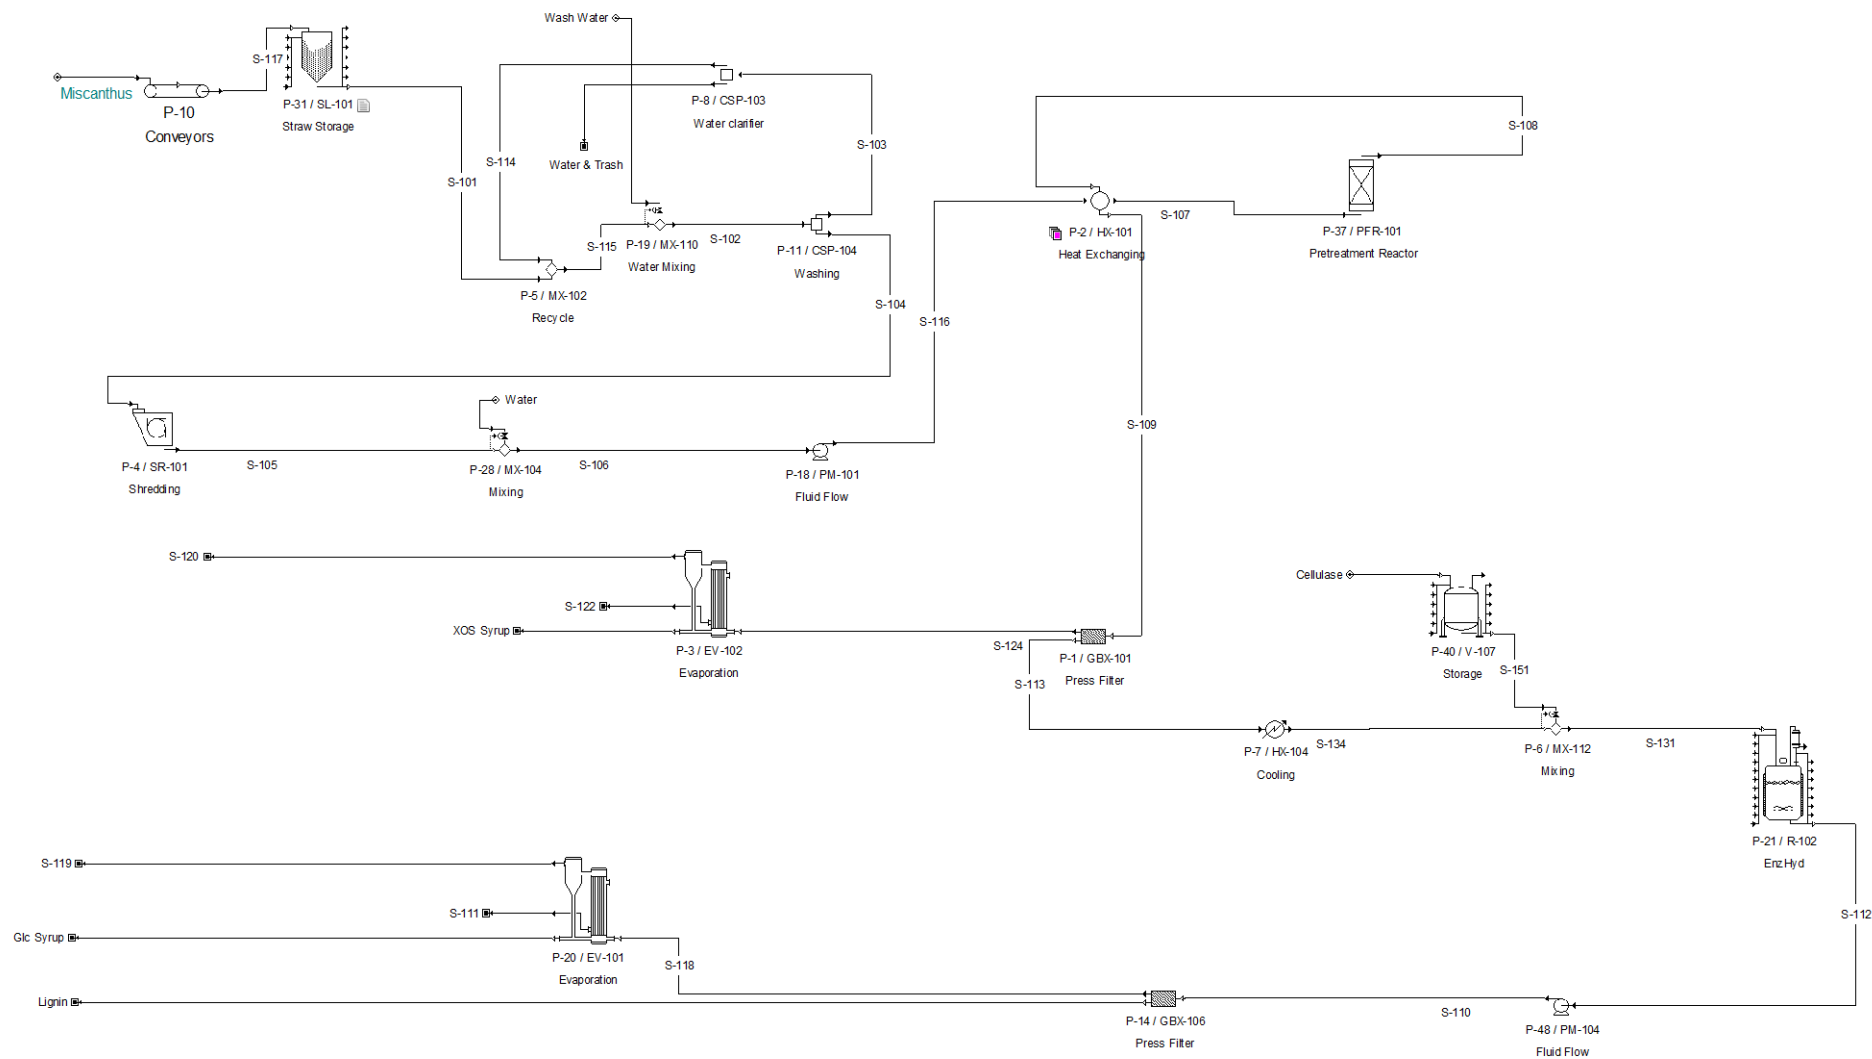 Wash Water
S-117
Miscanthus
P-10
Conveyors
P-31 / SL-101
Straw Storage
P-8 / CSP-103
Water clarifier
S-108
S-103
S-114
Water & Trash
S-101
S-107
P-19 / MX-110
Water Mixing
S-102
S-115
P-11 / CSP-104
Washing
P-2 / HX-101
Heat Exchanging
P-37 / PFR-101
Pretreatment Reactor
P-5 / MX-102
Recycle
S-104
S-116
Water
S-109
P-4 / SR-101
Shredding
S-105
P-28 / MX-104
Mixing
S-106
P-18 / PM-101
Fluid Flow
S-120
Cellulase
S-122
XOS Syrup
P-3 / EV-102
Evaporation
S-124
P-1 / GBX-101
Press Filter
S-113
P-40 / V-107
Storage
S-151
P-7 / HX-104
Cooling
S-134
P-6 / MX-112
Mixing
S-131
P-21 / R-102
EnzHyd
S-119
S-111
S-112
Glc Syrup
P-20 / EV-101
Evaporation
S-118
Lignin
P-14 / GBX-106
Press Filter
S-110
P-48 / PM-104
Fluid Flow